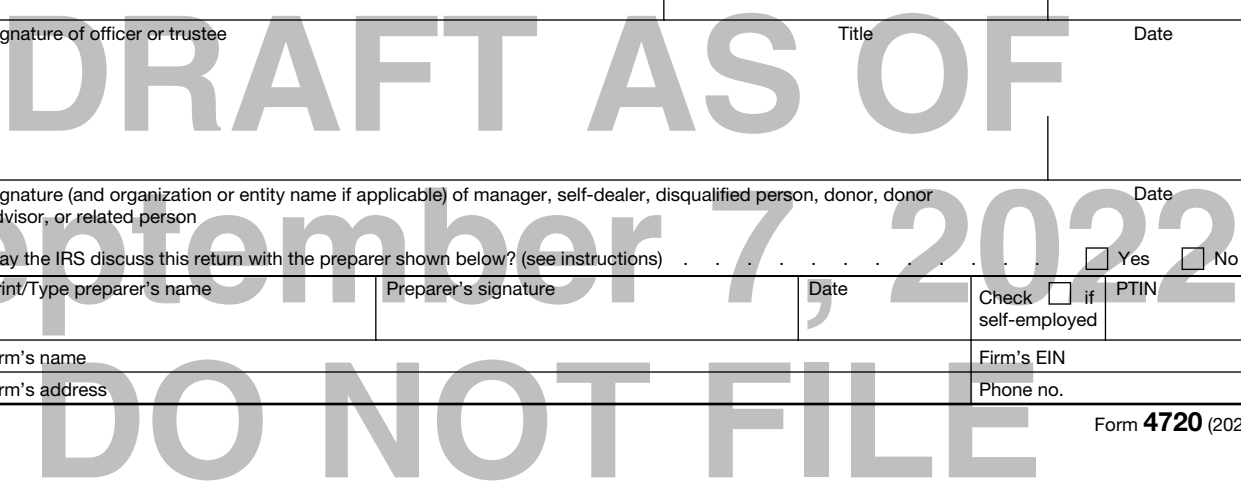 DRAFT AS OF
gnature of officer or trustee Title Date
gnature (and organization or entity name if applicable) of manager, self-dealer, disqualified person, donor, donor Date
dvisor, or related person
eptember 7, 2022
ay the IRS discuss this return with the preparer shown below? (see instructions) . . . . . . . . . . . . Yes No
rint/Type preparer’s name Preparer’s signature Date Check if PTIN
self-employed
rm’s name Firm’s EIN
rm’s address Phone no.
DO NOT FILE
Form 4720 (202